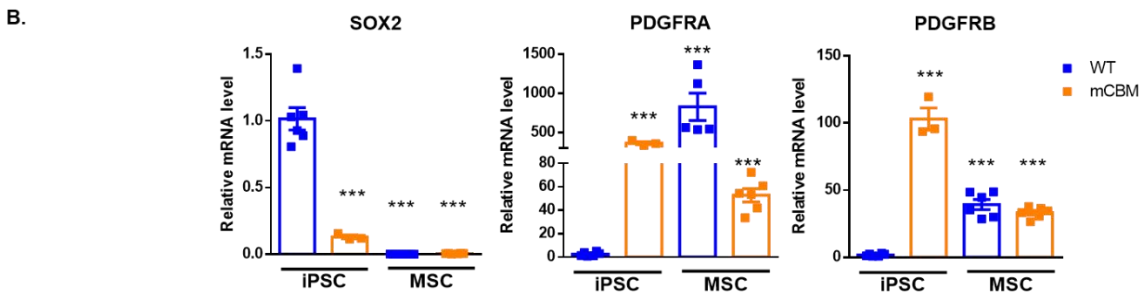 B.
SOX2
Relative mRNA level
1.5
1.0
0.5
0.0
***
***
***
iPSC
MSC
PDGFRA
Relative mRNA level
1500
1000
500
80
60
40
20
0
***
***
***
iPSC
MSC
PDGFRB
Relative mRNA level
150
100
50
0
***
***
***
iPSC
MSC
WT
mCBM